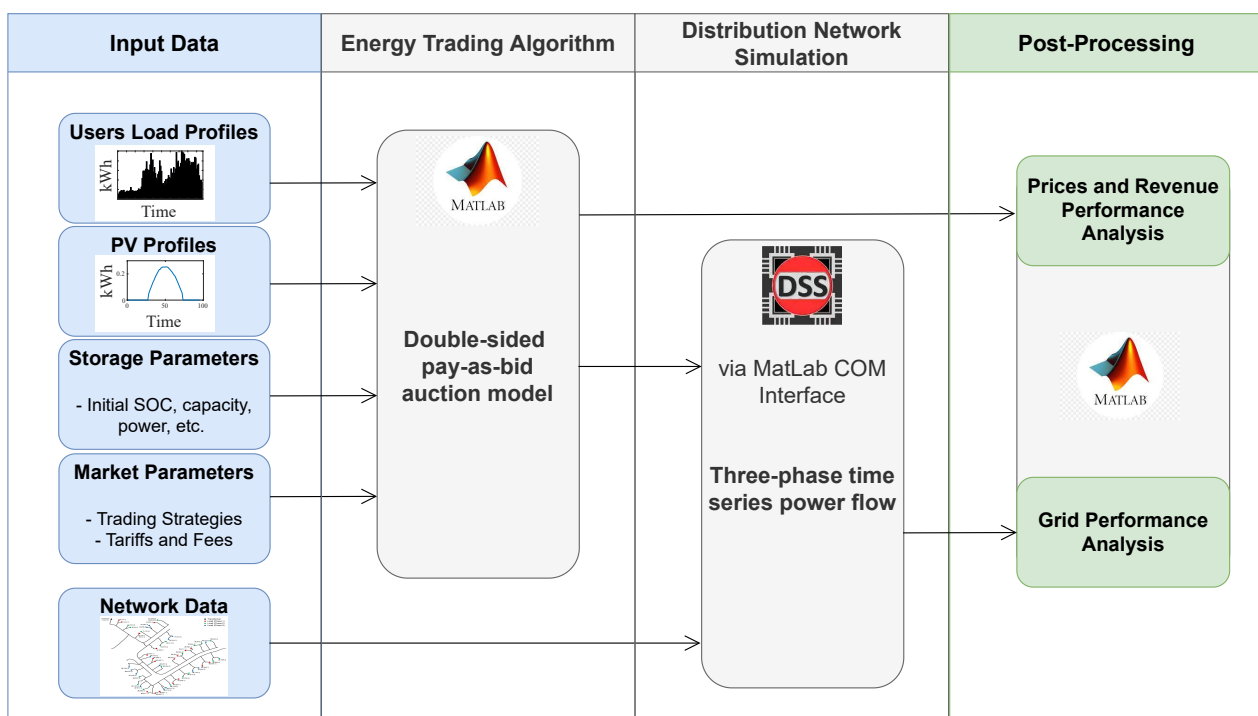 Input Data
Energy Trading Algorithm
Distribution Network
Simulation
Post-Processing
Users Load Profiles
kWh
Time
PV Profiles
kWh
0.2
0
0
50
100
Time
Storage Parameters
- Initial SOC, capacity,
power, etc.
Market Parameters
- Trading Strategies
- Tariffs and Fees
Network Data
MATLAB
Double-sided
pay-as-bid
auction model
DSS
via MatLab COM
Interface
Three-phase time
series power flow
Prices and Revenue
Performance
Analysis
MATLAB
Grid Performance
Analysis